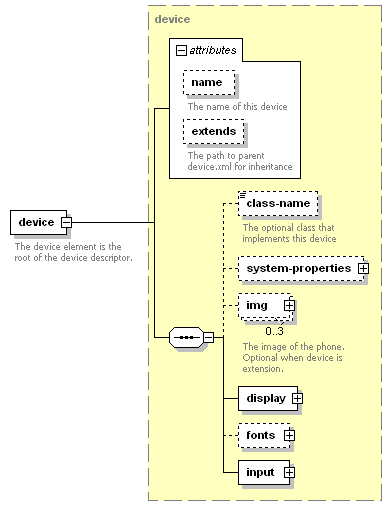 device
attributes
name
The name of this device
extends
The path to parent
device.xml for inheritance
device
The device element is the
root of the device descriptor.
class-name
The optional class that
implements this device
system-properties
img
0..3
The image of the phone.
Optional when device is
extension.
display
fonts
input